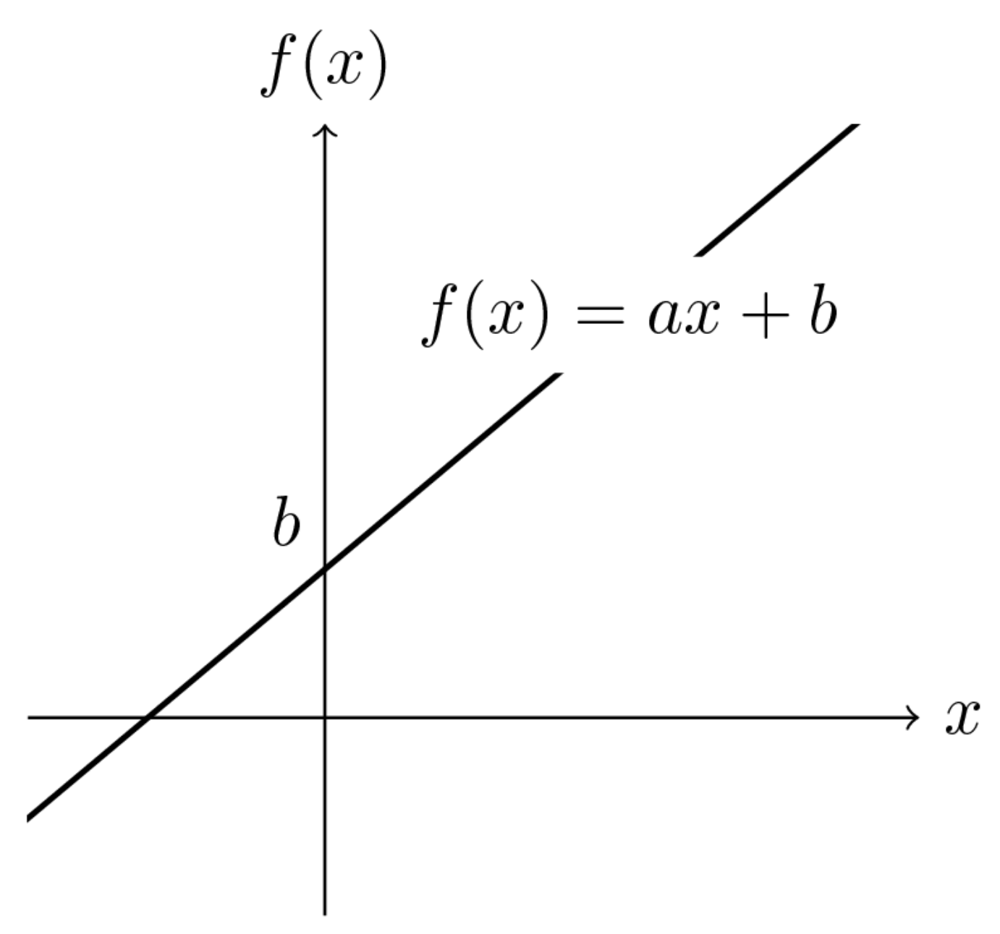 f(x)
f(x) = ax + b
b
x